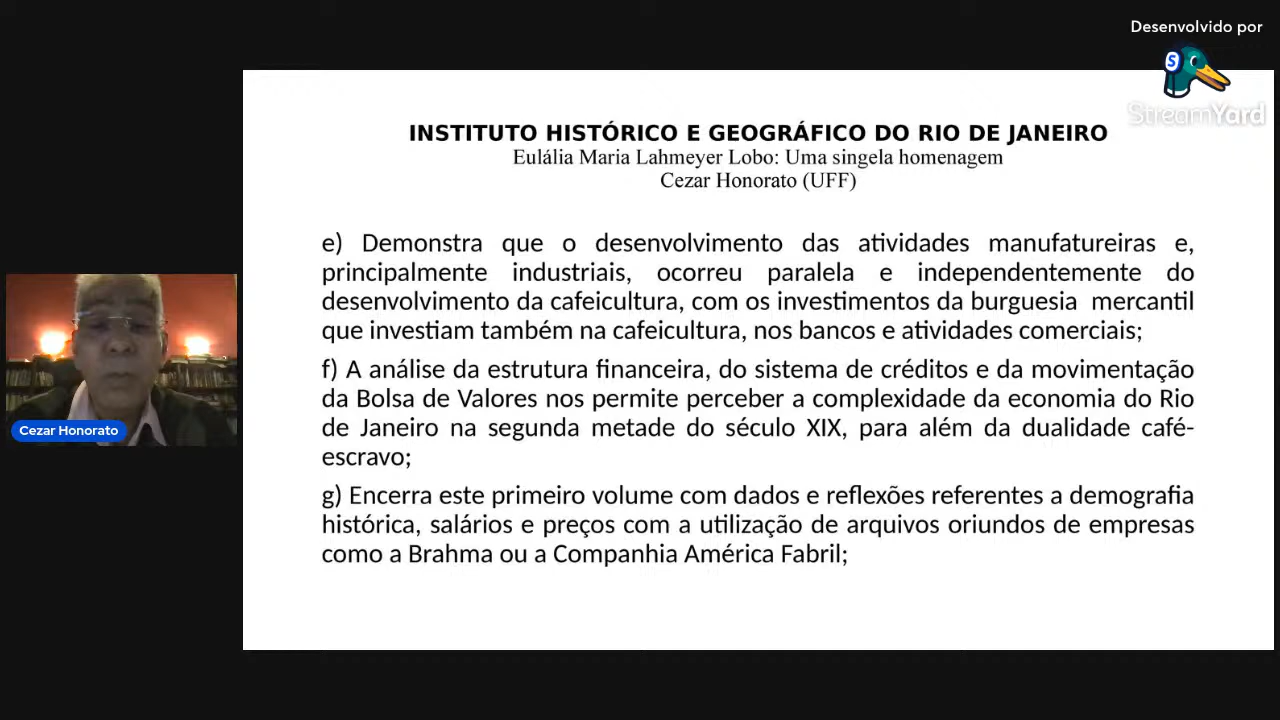 Desenvolvido por
S
StreamYard
INSTITUTO HISTÓRICO E GEOGRÁFICO DO RIO DE JANEIRO
Eulália Maria Lahmeyer Lobo: Uma singela homenagem
Cezar Honorato (UFF)
e) Demonstra que o desenvolvimento das atividades manufatureiras e,
principalmente industriais, ocorreu paralela e independentemente do
desenvolvimento da cafeicultura, com os investimentos da burguesia mercantil
que investiam também na cafeicultura, nos bancos e atividades comerciais;
f) A análise da estrutura financeira, do sistema de créditos e da movimentação
da Bolsa de Valores nos permite perceber a complexidade da economia do Rio
de Janeiro na segunda metade do século XIX, para além da dualidade café-
escravo;
g) Encerra este primeiro volume com dados e reflexões referentes a demografia
histórica, salários e preços com a utilização de arquivos oriundos de empresas
como a Brahma ou a Companhia América Fabril;
Cezar Honorato